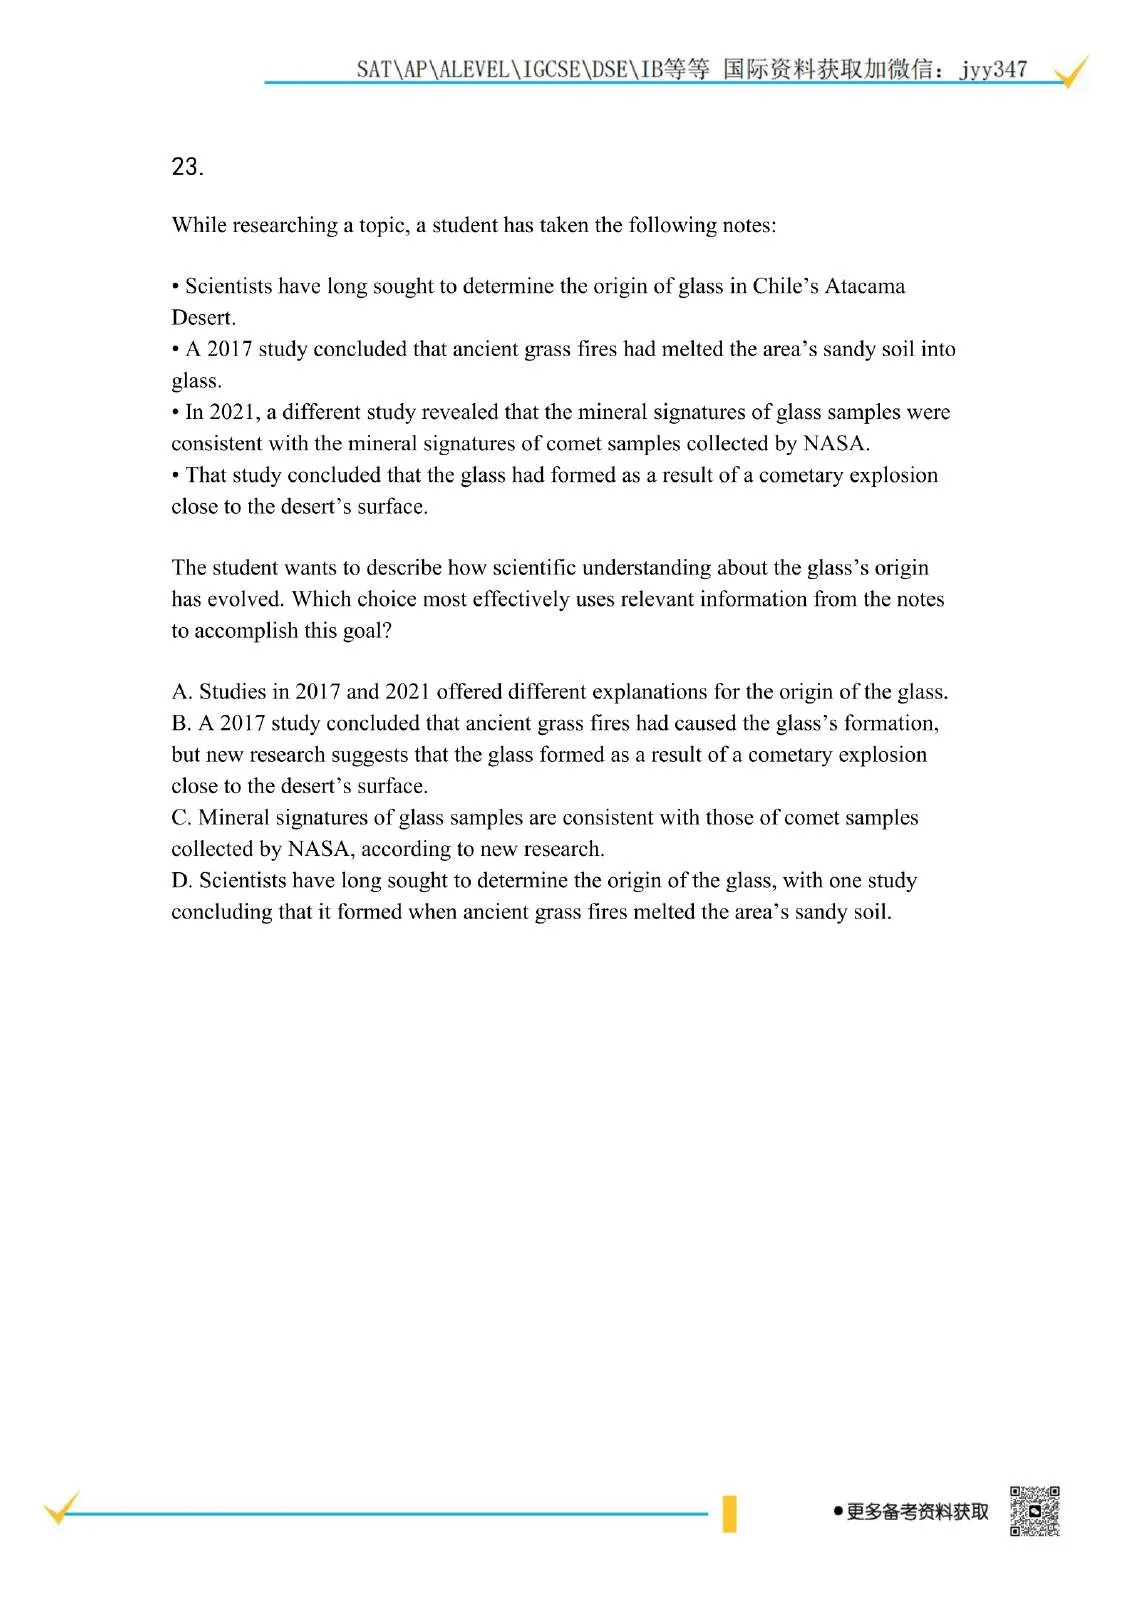 SAT\AP\ALEVEL\IGCSE\DSE\IB等等 国际资料获取加微信：jyy347
23.
While researching a topic, a student has taken the following notes:
• Scientists have long sought to determine the origin of glass in Chile’s Atacama
Desert.
• A 2017 study concluded that ancient grass fires had melted the area’s sandy soil into
glass.
• In 2021, a different study revealed that the mineral signatures of glass samples were
consistent with the mineral signatures of comet samples collected by NASA.
• That study concluded that the glass had formed as a result of a cometary explosion
close to the desert’s surface.
The student wants to describe how scientific understanding about the glass’s origin
has evolved. Which choice most effectively uses relevant information from the notes
to accomplish this goal?
A. Studies in 2017 and 2021 offered different explanations for the origin of the glass.
B. A 2017 study concluded that ancient grass fires had caused the glass’s formation,
but new research suggests that the glass formed as a result of a cometary explosion
close to the desert’s surface.
C. Mineral signatures of glass samples are consistent with those of comet samples
collected by NASA, according to new research.
D. Scientists have long sought to determine the origin of the glass, with one study
concluding that it formed when ancient grass fires melted the area’s sandy soil.
●更多备考资料获取